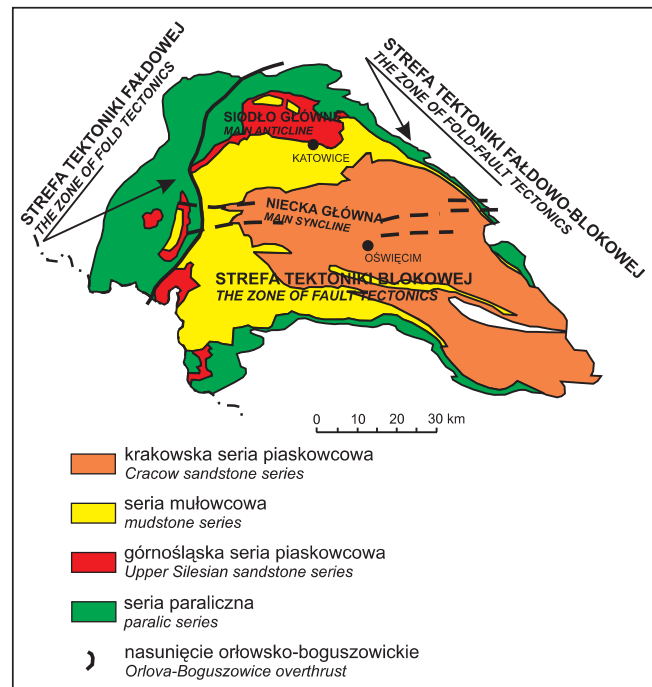 STREFA TEKTONIKI FAŁDOWEJ
THE ZONE OF FOLD TECTONICS
STREFA TEKTONIKI FAŁDOWO-BLOKOWEJ
THE ZONE OF FOLD-FAULT TECTONICS
SIODŁO GŁÓWNE
MAIN ANTICLINE
KATOWICE
NIECKA GŁÓWNA
MAIN SYNCLINE
OŚWIĘCIM
STREFA TEKTONIKI BLOKOWEJ
THE ZONE OF FAULT TECTONICS
0 10 20 30 km
krakowska seria piaskowcowa
Cracow sandstone series
seria mułowcowa
mudstone series
górnośląska seria piaskowcowa
Upper Silesian sandstone series
seria paraliczna
paralic series
nasunięcie orłowsko-boguszowickie
Orlova-Boguszowice overthrust